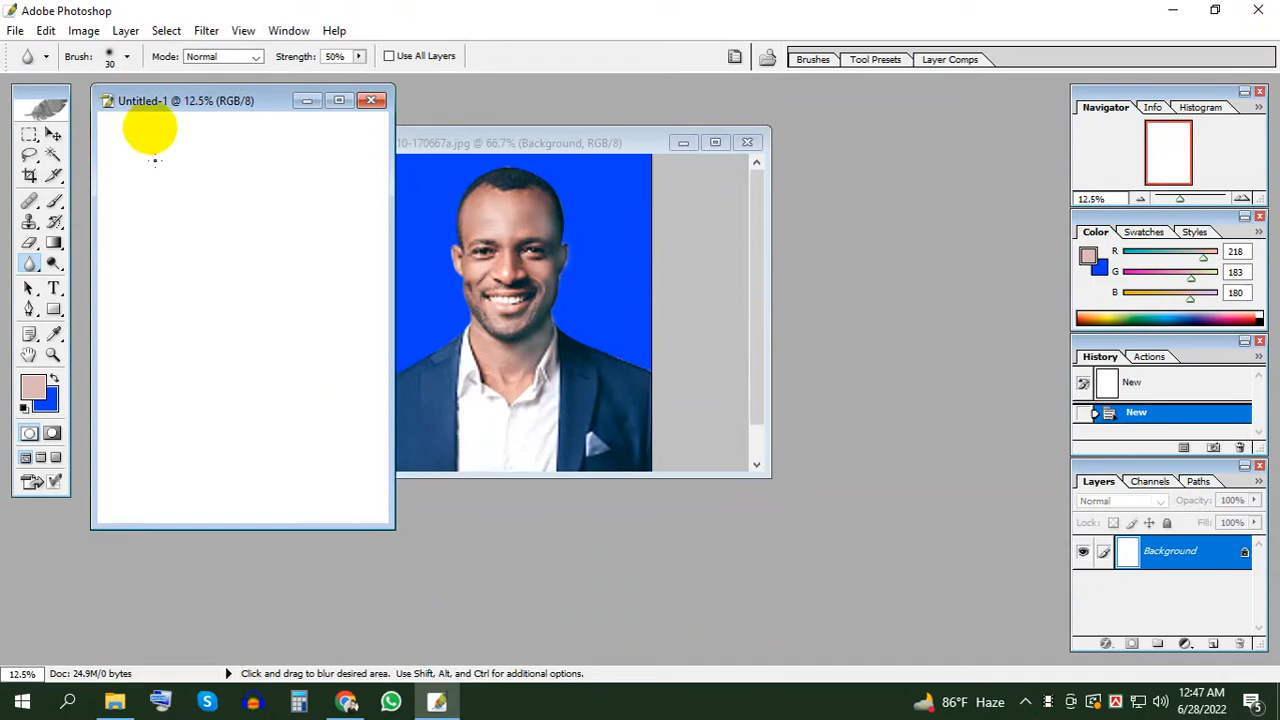 Adobe Photoshop
File Edit Image Layer Select Filter View Window Help
Brush: 30 Mode: Normal Strength: 50% Use All Layers
Brushes Tool Presets Layer Comps
Untitled-1 @ 12.5% (RGB/8)
10-170667a.jpg @ 66.7% (Background, RGB/8)
Navigator Info Histogram
12.5%
Color Swatches Styles
R 218
G 183
B 180
History Actions
New
New
Layers Channels Paths
Normal Opacity: 100%
Lock: Fill: 100%
Background
T
12.5% Doc: 24.9M/0 bytes Click and drag to blur desired area. Use Shift, Alt, and Ctrl for additional options.
86°F Haze
12:47 AM
6/28/2022
5